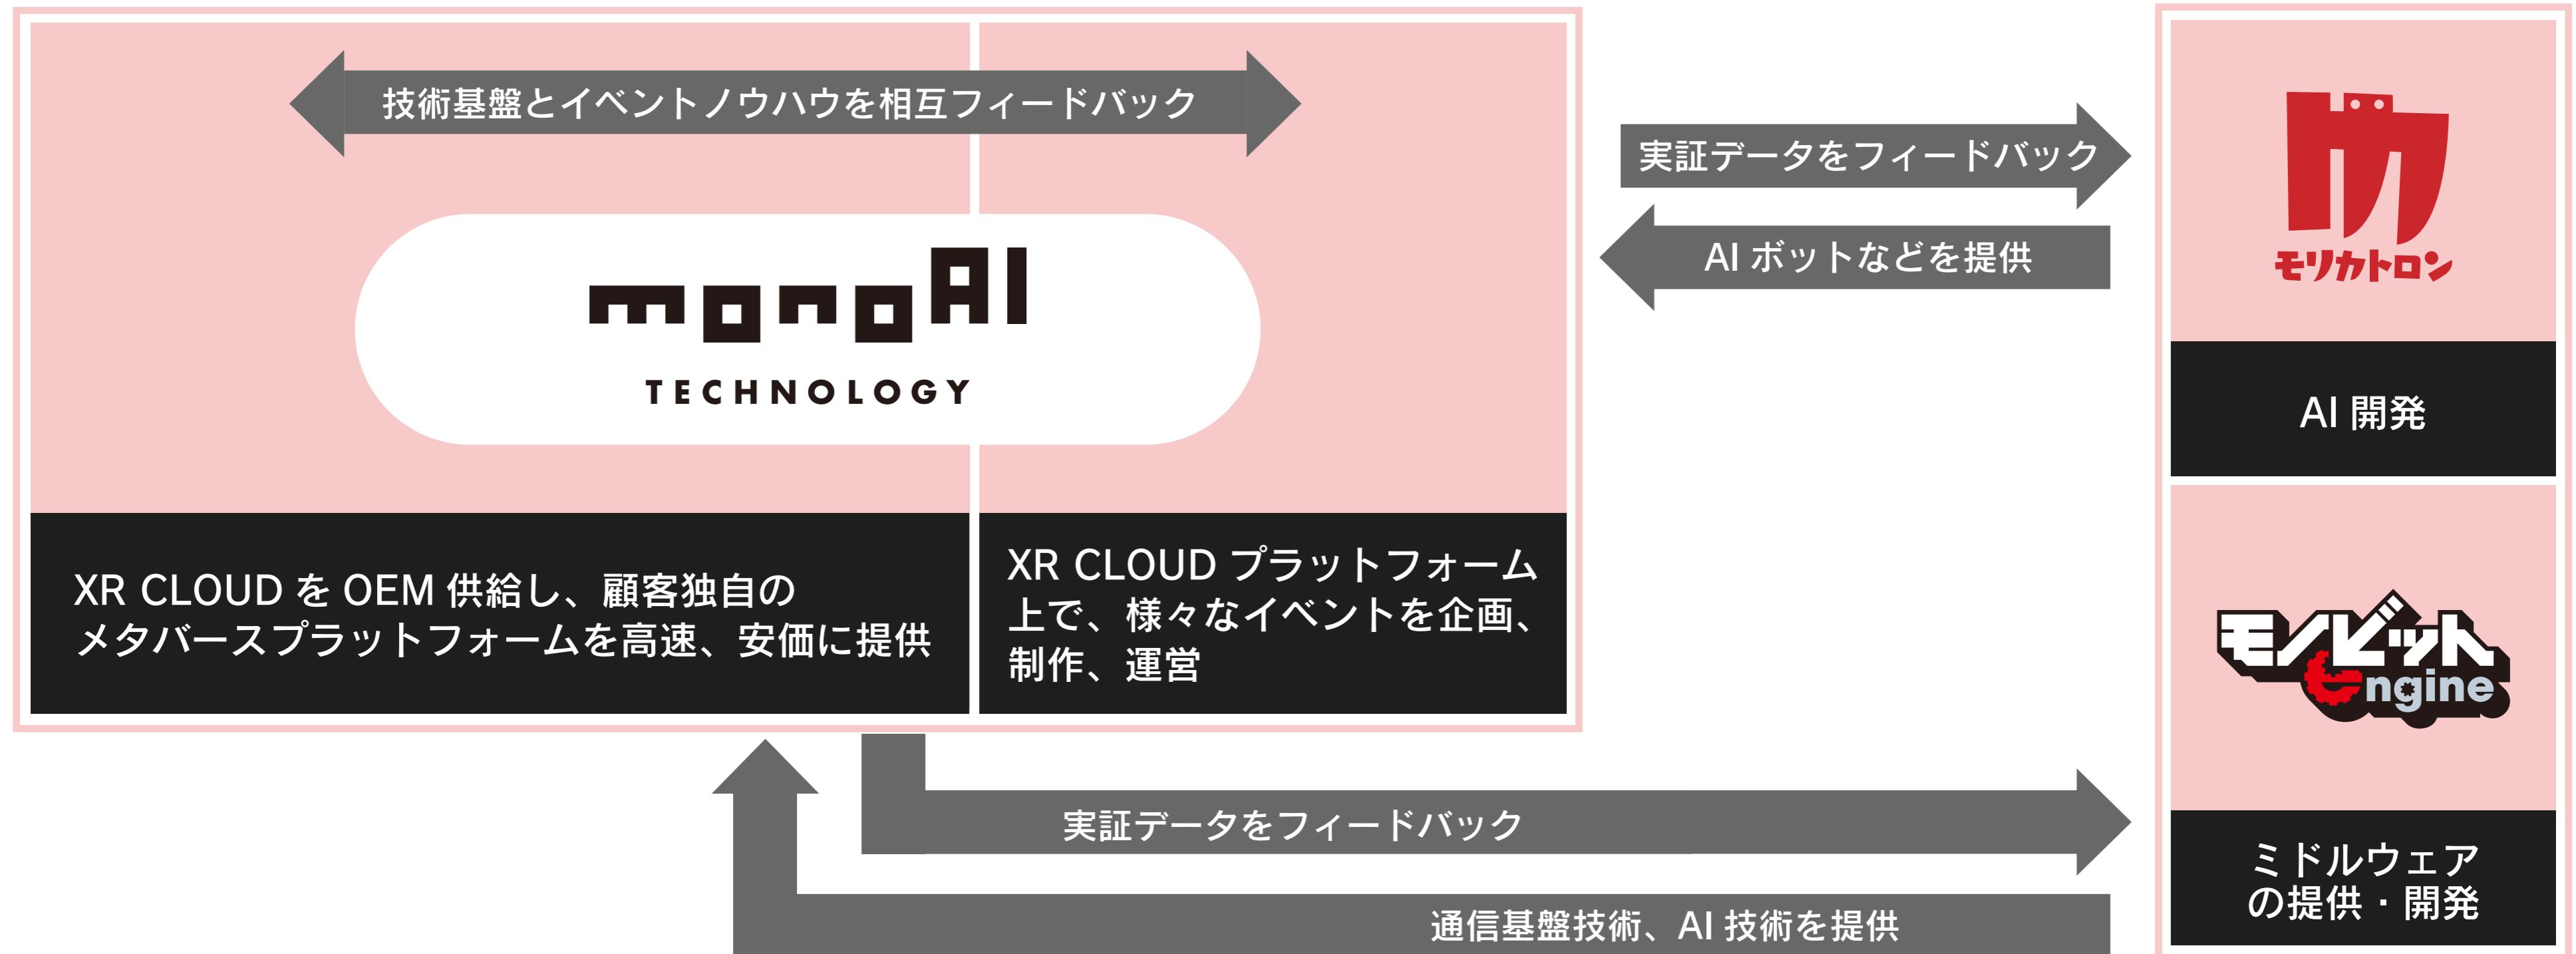 技術基盤とイベントノウハウを相互フィードバック
monoAI
TECHNOLOGY
XR CLOUD を OEM 供給し、顧客独自の
メタバースプラットフォームを高速、安価に提供
XR CLOUD プラットフォーム
上で、様々なイベントを企画、
制作、運営
実証データをフィードバック
AI ボットなどを提供
モリカトロン
AI 開発
モノビット
engine
ミドルウェア
の提供・開発
実証データをフィードバック
通信基盤技術、AI 技術を提供